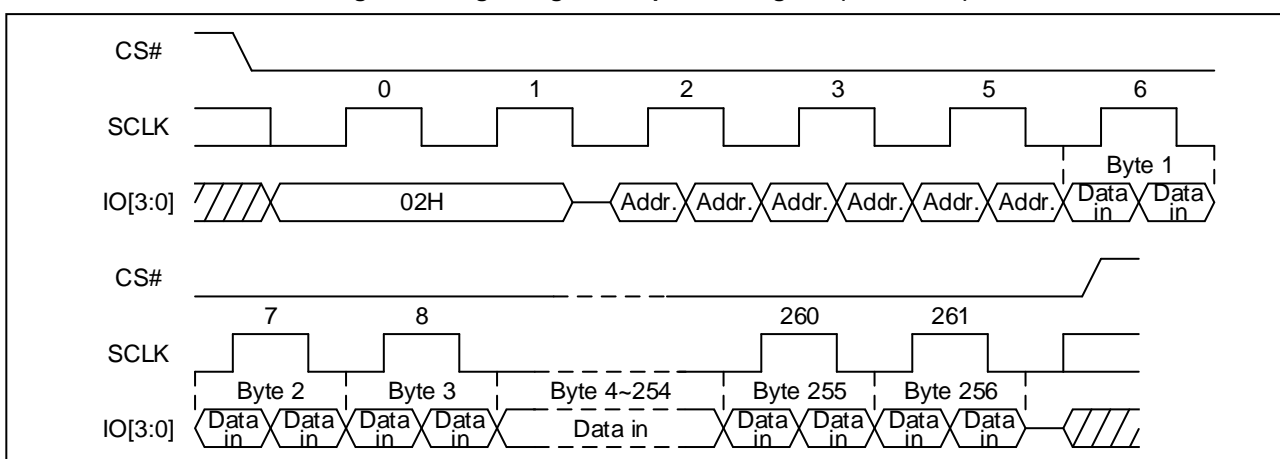 CS#
0 1 2 3 5 6
SCLK
Byte 1
IO[3:0] 02H Addr. Addr. Addr. Addr. Addr. Addr. Data in Data in
CS#
7 8 260 261
SCLK
Byte 2 Byte 3 Byte 4~254 Byte 255 Byte 256
IO[3:0] Data in Data in Data in Data in Data in Data in Data in Data in Data in